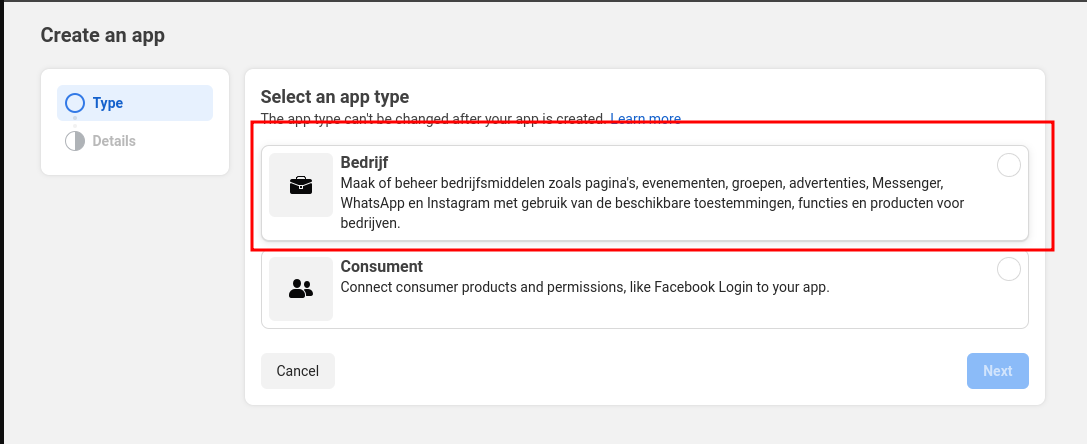 Create an app
Type
Details
Select an app type
The app type can't be changed after your app is created. Learn more
Bedrijf
Maak of beheer bedrijfsmiddelen zoals pagina's, evenementen, groepen, advertenties, Messenger,
WhatsApp en Instagram met gebruik van de beschikbare toestemmingen, functies en producten voor
bedrijven.
Consument
Connect consumer products and permissions, like Facebook Login to your app.
Cancel
Next